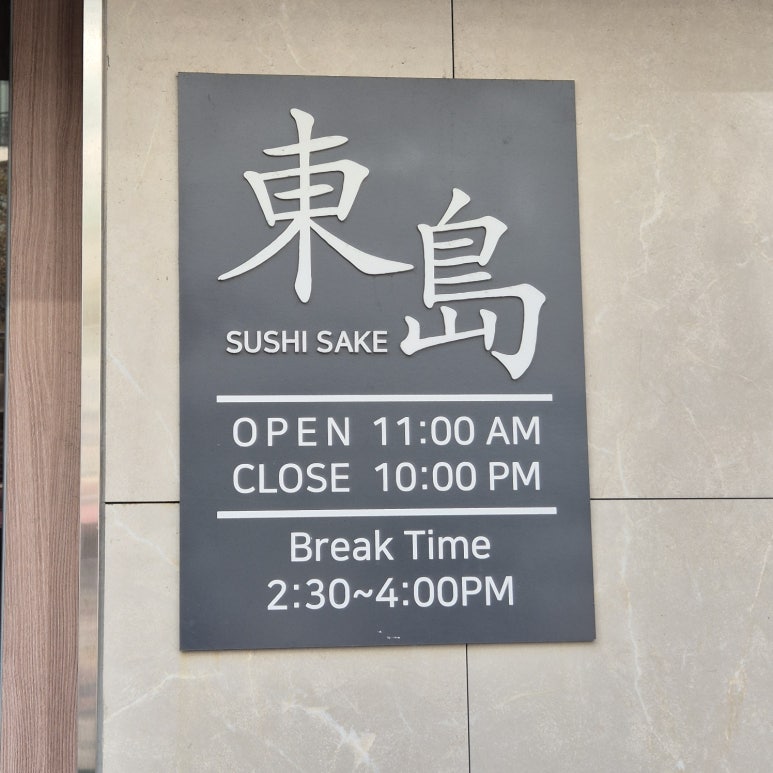 東島
SUSHI SAKE
OPEN 11:00 AM
CLOSE 10:00 PM
Break Time
2:30~4:00PM